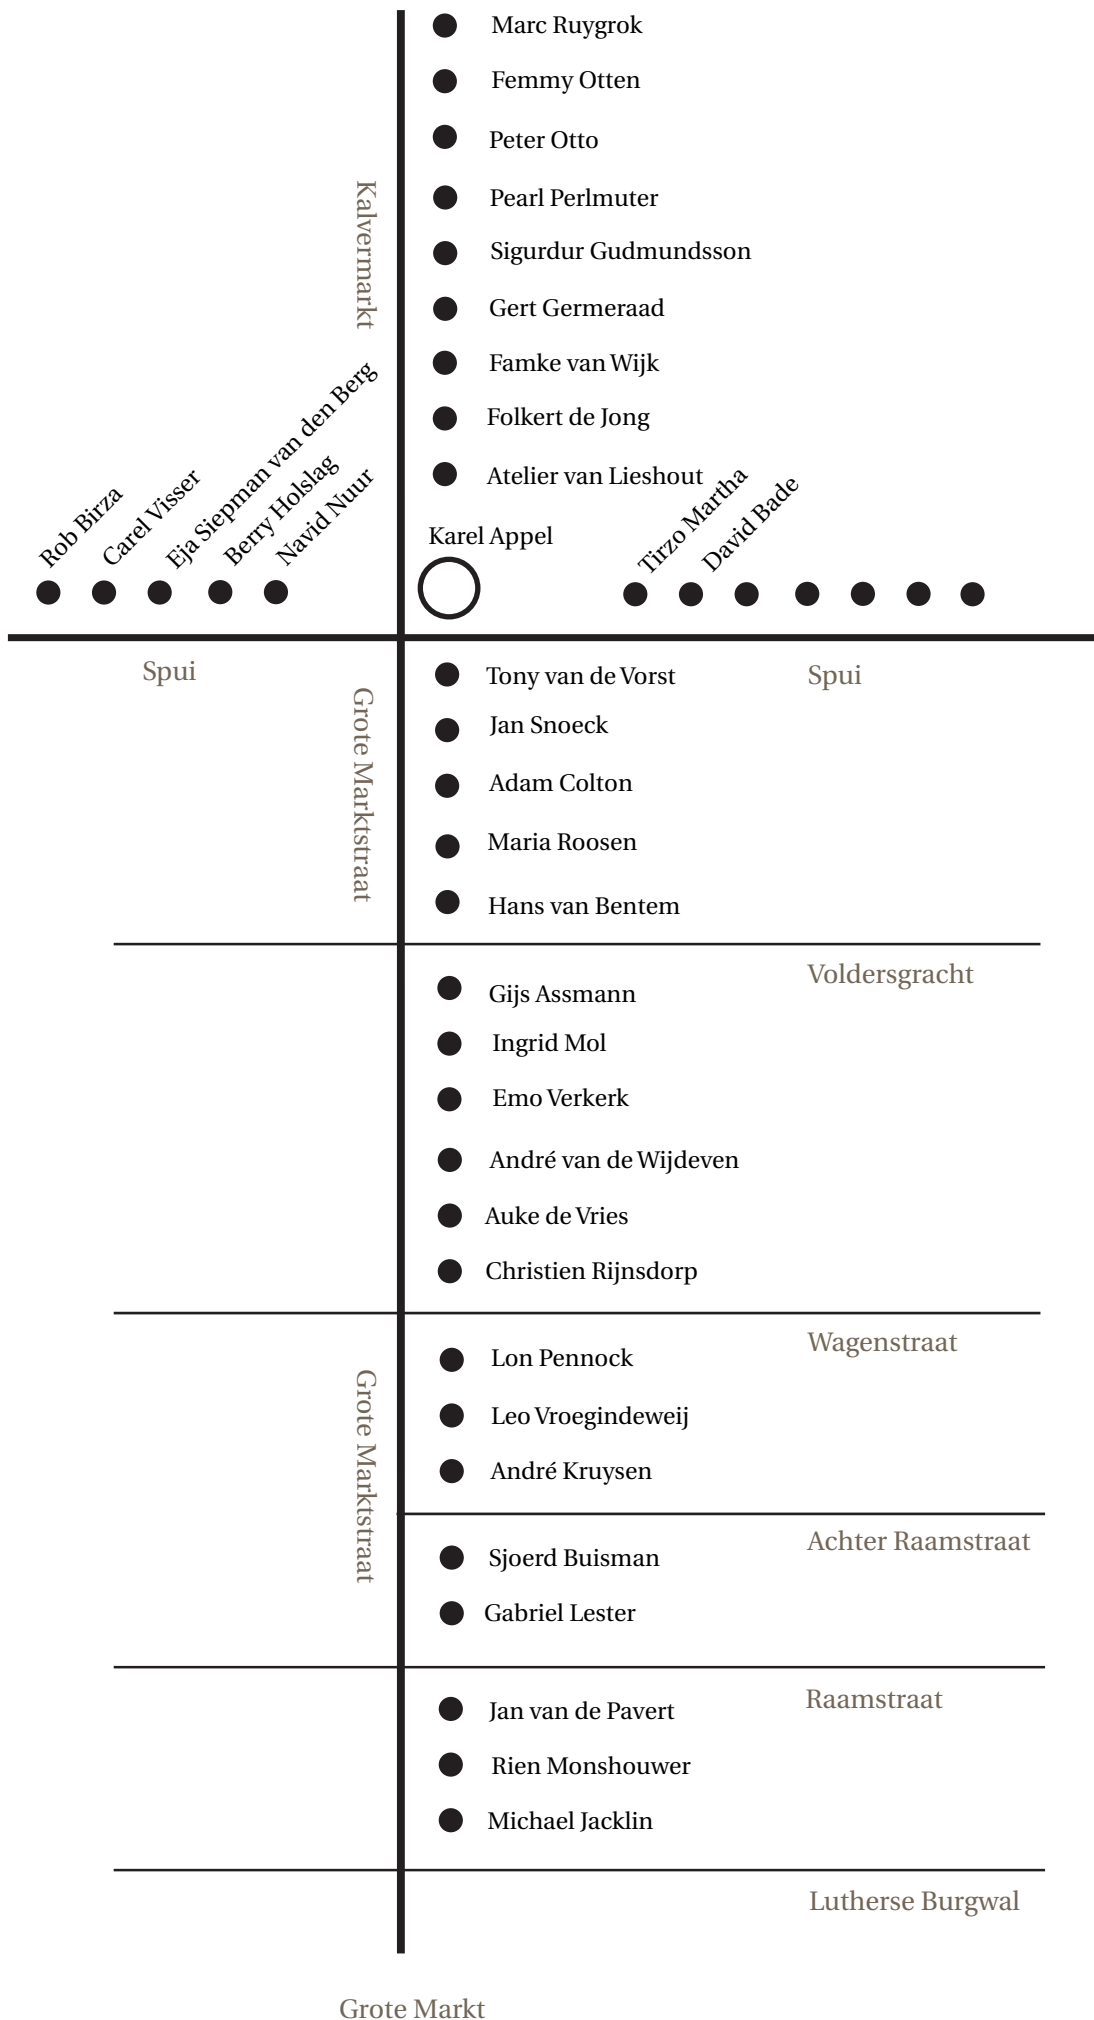 Marc Ruygrok
Femmy Otten
Peter Otto
Pearl Perlmuter
Kalvermarkt
Sigurdur Gudmundsson
Gert Germeraad
Famke van Wijk
Folkert de Jong
Atelier van Lieshout
Rob Birza
Carel Visser
Eja Siepman van den Berg
Berry Holslag
Navid Nuur
Karel Appel
Tirzo Martha
David Bade
Spui
Spui
Grote Marktstraat
Tony van de Vorst
Jan Snoeck
Adam Colton
Maria Roosen
Hans van Bentem
Voldersgracht
Gijs Assmann
Ingrid Mol
Emo Verkerk
André van de Wijdeven
Auke de Vries
Christien Rijnsdorp
Wagenstraat
Grote Marktstraat
Lon Pennock
Leo Vroegindeweij
André Kruysen
Achter Raamstraat
Sjoerd Buisman
Gabriel Lester
Raamstraat
Jan van de Pavert
Rien Monshouwer
Michael Jacklin
Lutherse Burgwal
Grote Markt